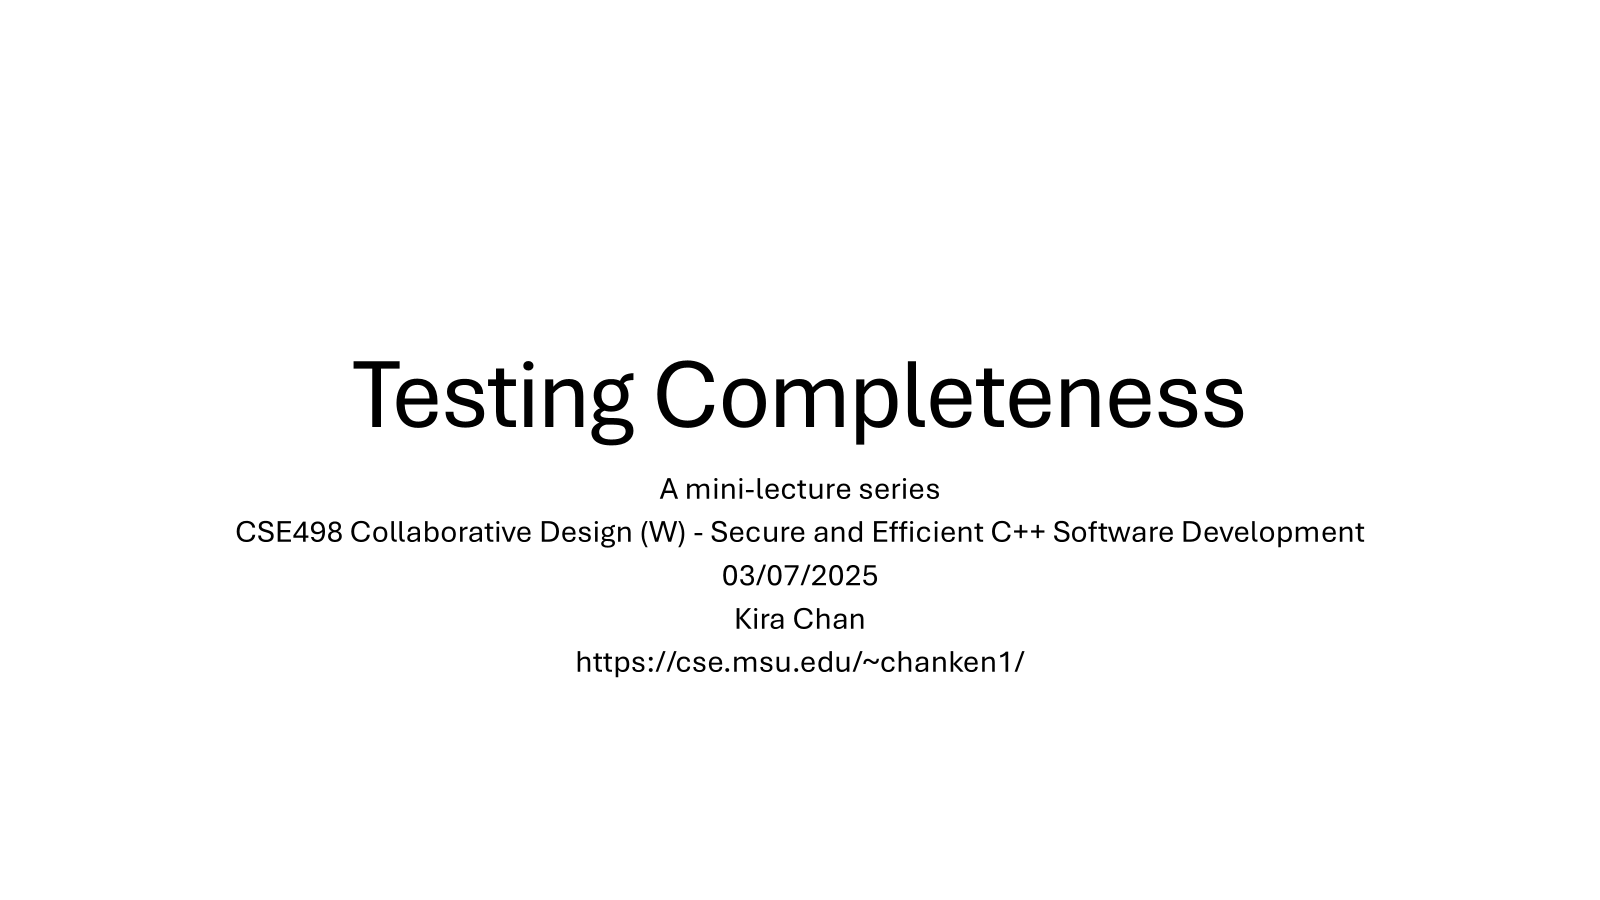 Testing Completeness
A mini-lecture series
CSE498 Collaborative Design (W) - Secure and Efficient C++ Software Development
03/07/2025
Kira Chan
https://cse.msu.edu/~chanken1/